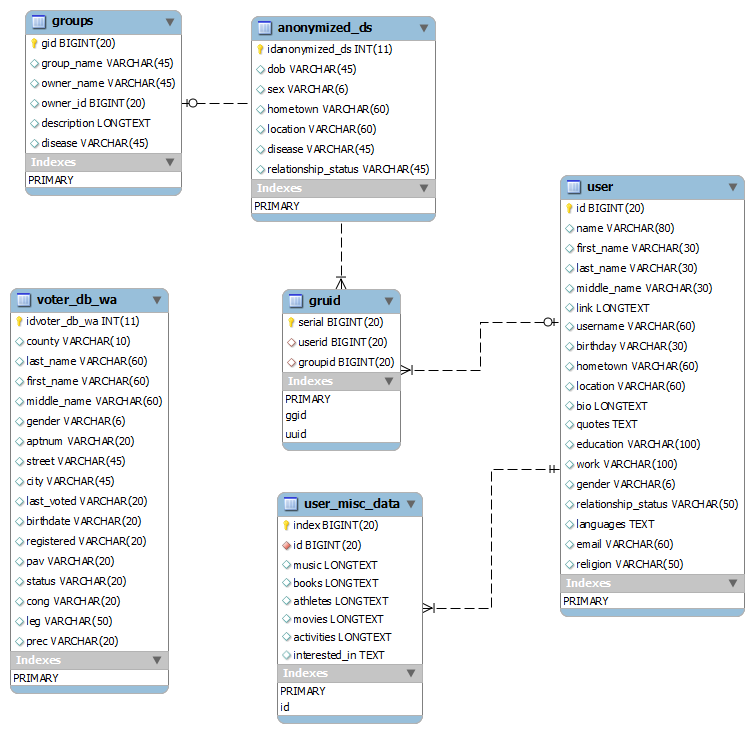 groups
gid BIGINT(20)
group_name VARCHAR(45)
owner_name VARCHAR(45)
owner_id BIGINT(20)
description LONGTEXT
disease VARCHAR(45)
Indexes
PRIMARY
anonymized_ds
idanonymized_ds INT(11)
dob VARCHAR(45)
sex VARCHAR(6)
hometown VARCHAR(60)
location VARCHAR(60)
disease VARCHAR(45)
relationship_status VARCHAR(45)
Indexes
PRIMARY
user
id BIGINT(20)
name VARCHAR(80)
first_name VARCHAR(30)
last_name VARCHAR(30)
middle_name VARCHAR(30)
link LONGTEXT
username VARCHAR(60)
birthday VARCHAR(30)
hometown VARCHAR(60)
location VARCHAR(60)
bio LONGTEXT
quotes TEXT
education VARCHAR(100)
work VARCHAR(100)
gender VARCHAR(6)
relationship_status VARCHAR(50)
languages TEXT
email VARCHAR(60)
religion VARCHAR(50)
Indexes
PRIMARY
voter_db_wa
idvoter_db_wa INT(11)
county VARCHAR(10)
last_name VARCHAR(60)
first_name VARCHAR(60)
middle_name VARCHAR(60)
gender VARCHAR(6)
aptnum VARCHAR(20)
street VARCHAR(45)
city VARCHAR(45)
last_voted VARCHAR(20)
birthdate VARCHAR(20)
registered VARCHAR(20)
pav VARCHAR(20)
status VARCHAR(20)
cong VARCHAR(20)
leg VARCHAR(50)
prec VARCHAR(20)
Indexes
PRIMARY
gruid
serial BIGINT(20)
userid BIGINT(20)
groupid BIGINT(20)
Indexes
PRIMARY
ggid
uuid
user_misc_data
index BIGINT(20)
id BIGINT(20)
music LONGTEXT
books LONGTEXT
athletes LONGTEXT
movies LONGTEXT
activities LONGTEXT
interested_in TEXT
Indexes
PRIMARY
id